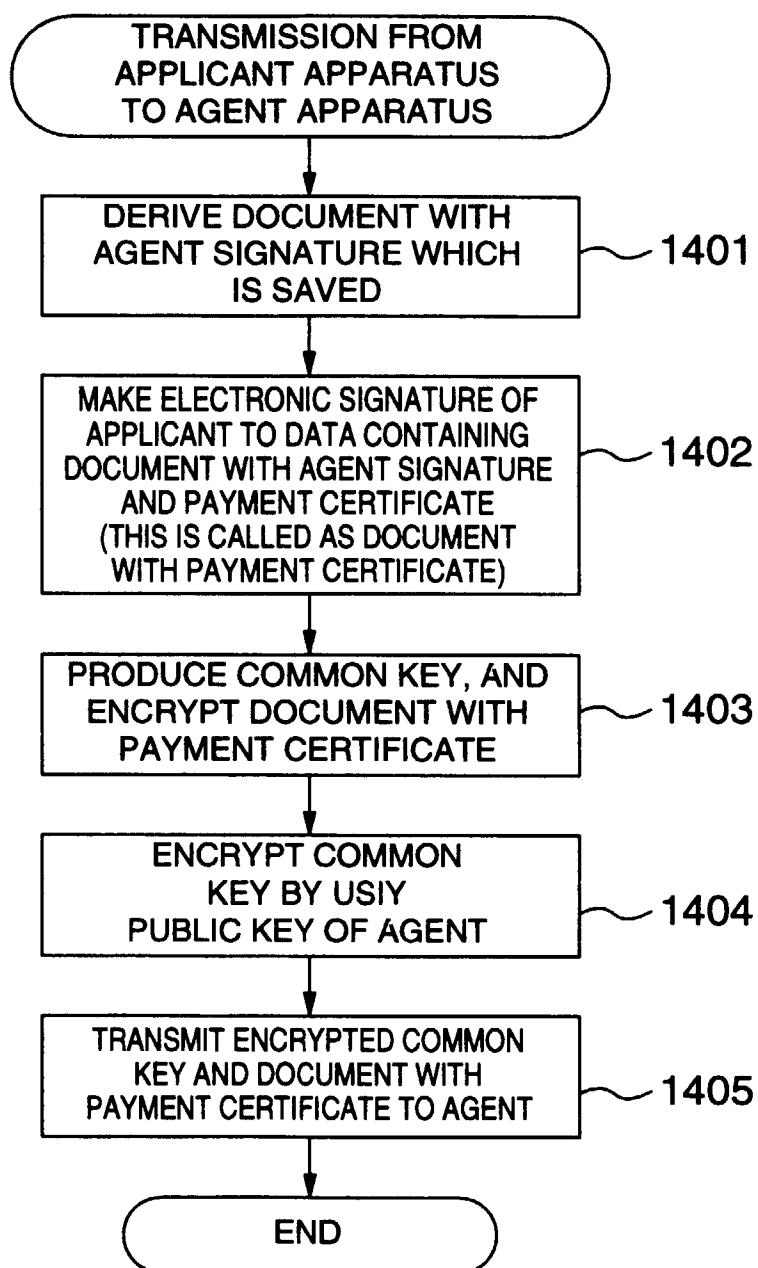 TRANSMISSION FROM
APPLICANT APPARATUS
TO AGENT APPARATUS
DERIVE DOCUMENT WITH
AGENT SIGNATURE WHICH
IS SAVED
1401
MAKE ELECTRONIC SIGNATURE OF
APPLICANT TO DATA CONTAINING
DOCUMENT WITH AGENT SIGNATURE
AND PAYMENT CERTIFICATE
(THIS IS CALLED AS DOCUMENT
WITH PAYMENT CERTIFICATE)
1402
PRODUCE COMMON KEY, AND
ENCRYPT DOCUMENT WITH
PAYMENT CERTIFICATE
1403
ENCRYPT COMMON
KEY BY USIY
PUBLIC KEY OF AGENT
1404
TRANSMIT ENCRYPTED COMMON
KEY AND DOCUMENT WITH
PAYMENT CERTIFICATE TO AGENT
1405
END